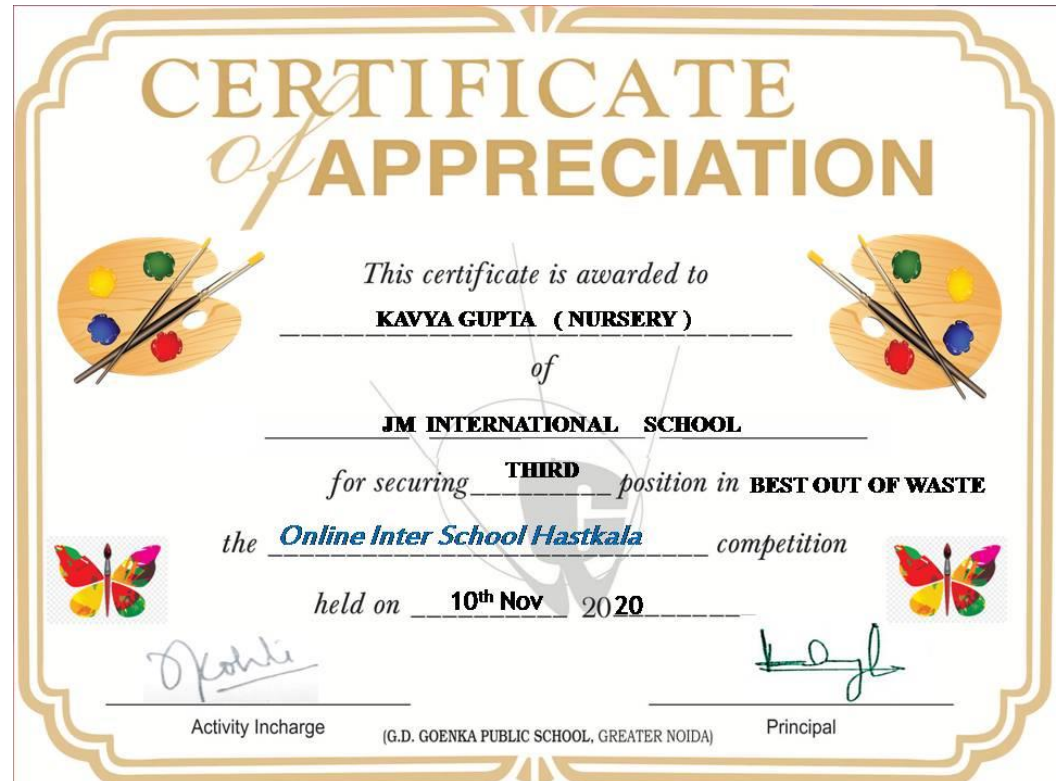 CERTIFICATE
of APPRECIATION
This certificate is awarded to
KAVYA GUPTA ( NURSERY )
of
JM INTERNATIONAL SCHOOL
for securing THIRD position in BEST OUT OF WASTE
the Online Inter School Hastkala competition
held on 10th Nov 2020
Kohli
Activity Incharge
(G.D. GOENKA PUBLIC SCHOOL, GREATER NOIDA)
Principal